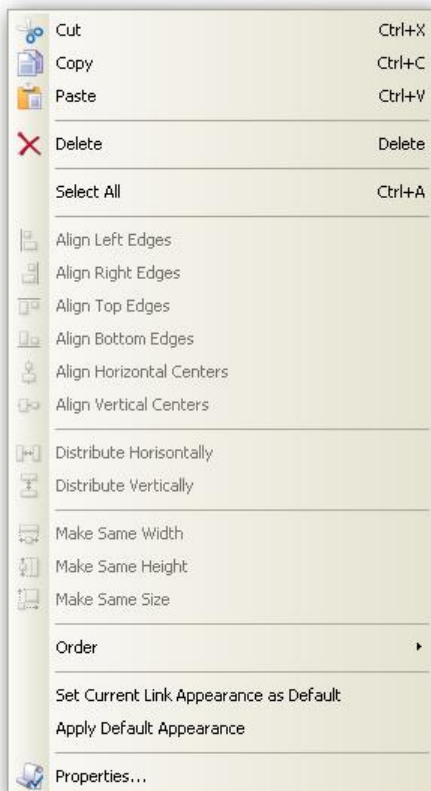 Cut Ctrl+X
Copy Ctrl+C
Paste Ctrl+V
Delete Delete
Select All Ctrl+A
Align Left Edges
Align Right Edges
Align Top Edges
Align Bottom Edges
Align Horizontal Centers
Align Vertical Centers
Distribute Horisontally
Distribute Vertically
Make Same Width
Make Same Height
Make Same Size
Order
Set Current Link Appearance as Default
Apply Default Appearance
Properties...